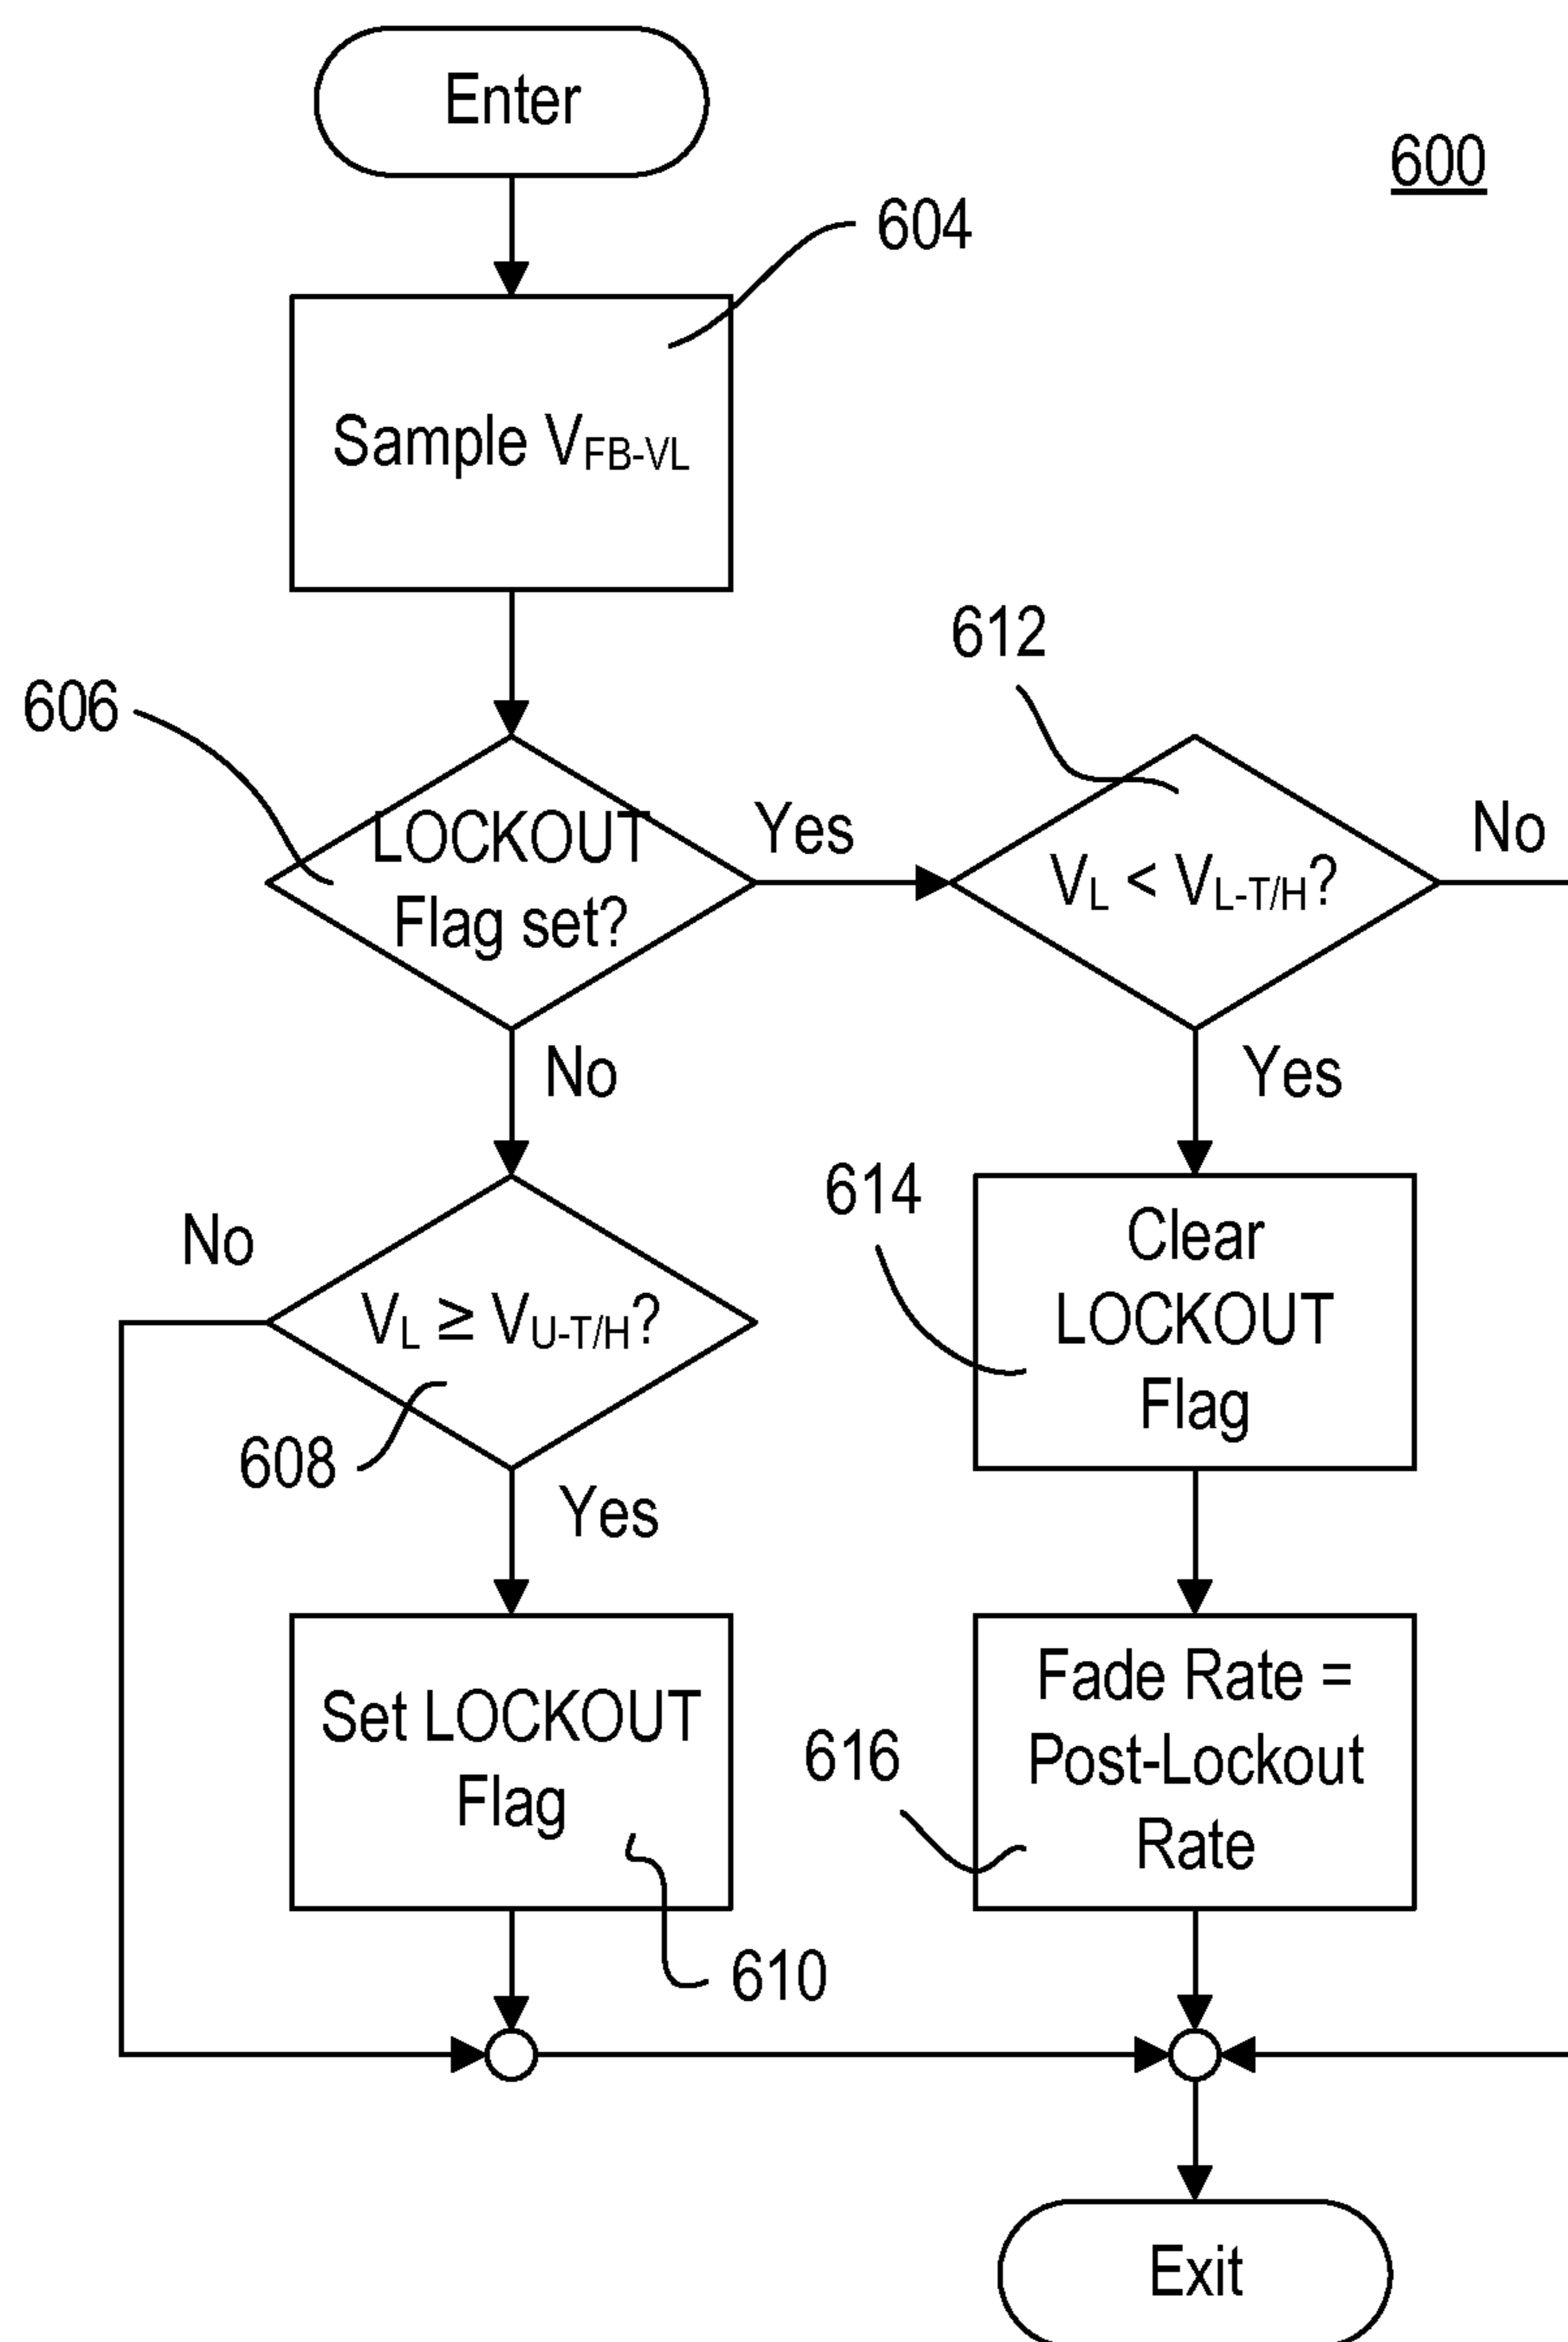 Enter
600
604
Sample VFB-VL
612
606
LOCKOUT
Flag set?
Yes
VL < VL-T/H?
No
No
Yes
614
Clear
LOCKOUT
Flag
No
VL ≥ VU-T/H?
608
Yes
Set LOCKOUT
Flag
616
Fade Rate =
Post-Lockout
Rate
610
Exit